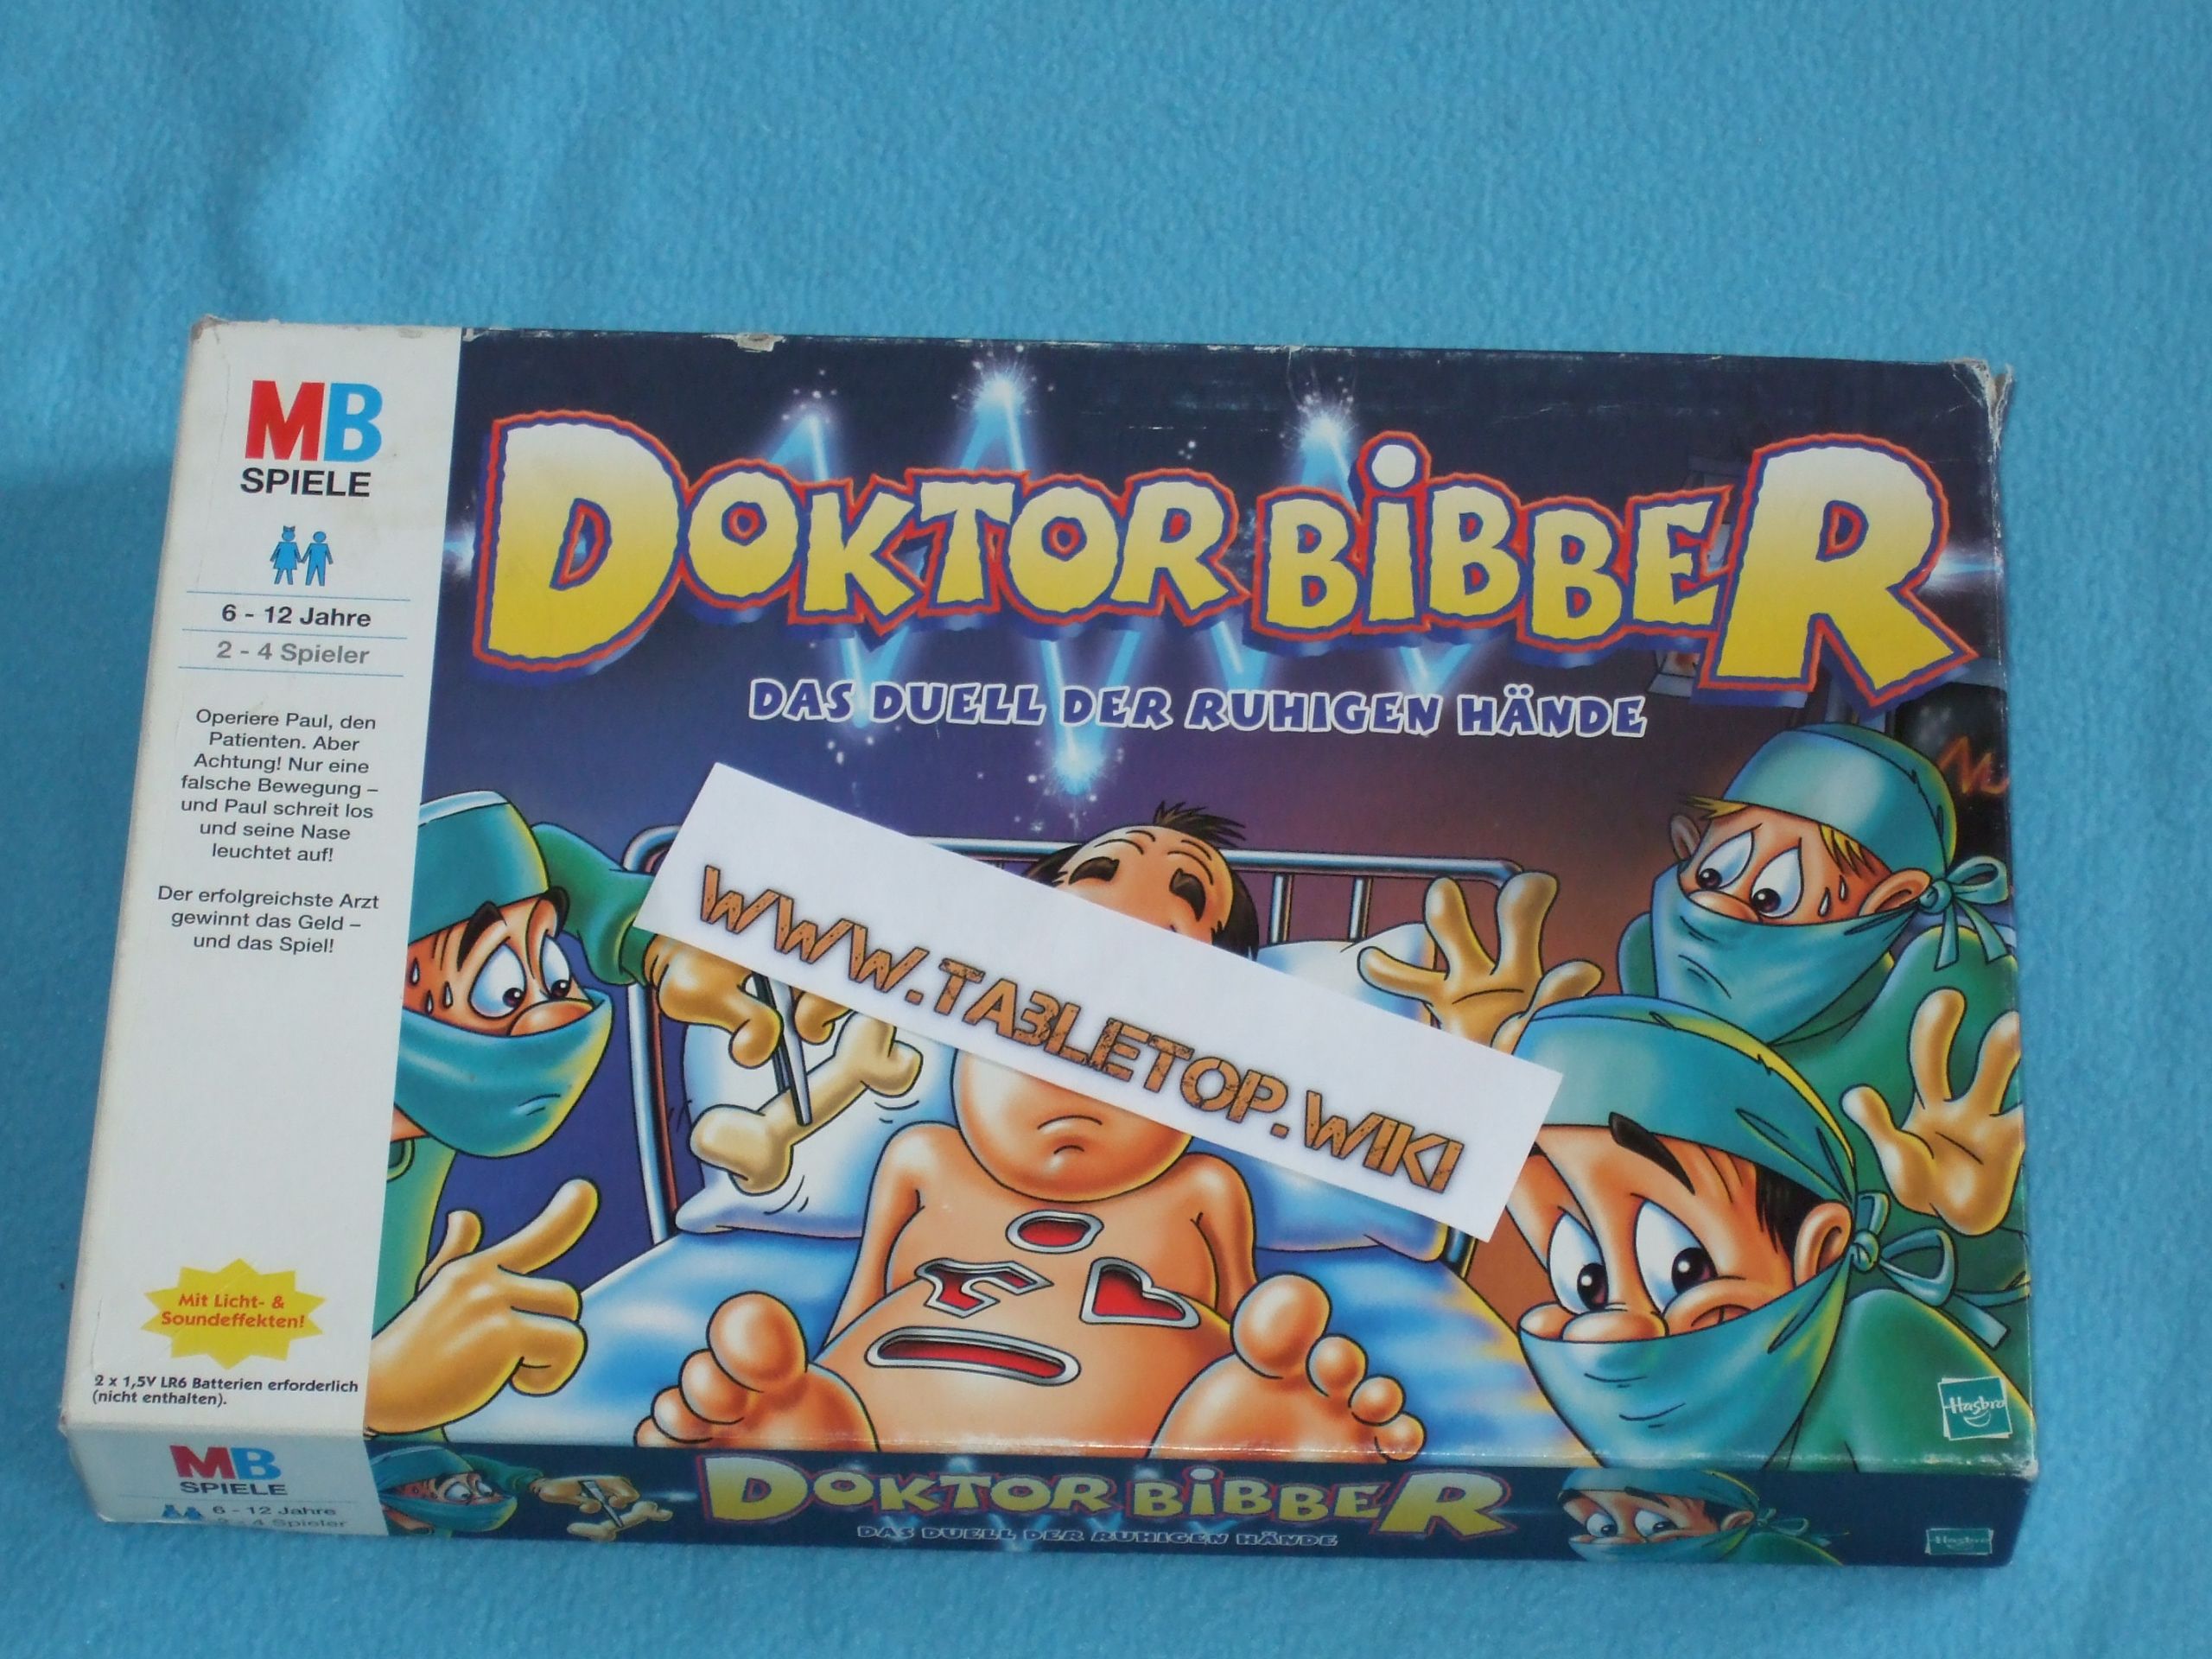 MB
SPIELE
6 - 12 Jahre
2 - 4 Spieler
Operiere Paul, den
Patienten. Aber
Achtung! Nur eine
falsche Bewegung –
und Paul schreit los
und seine Nase
leuchtet auf!
Der erfolgreichste Arzt
gewinnt das Geld –
und das Spiel!
Mit Licht- &
Soundeffekten!
2 x 1,5V LR6 Batterien erforderlich
(nicht enthalten).
DOKTOR BiBBER
DAS DUELL DER RUHIGEN HÄNDE
WWW.TABLETOP.WIKI
Hasbro
MB
SPIELE
6 - 12 Jahre
2 - 4 Spieler
DOKTOR BiBBER
DAS DUELL DER RUHIGEN HÄNDE
Hasbro